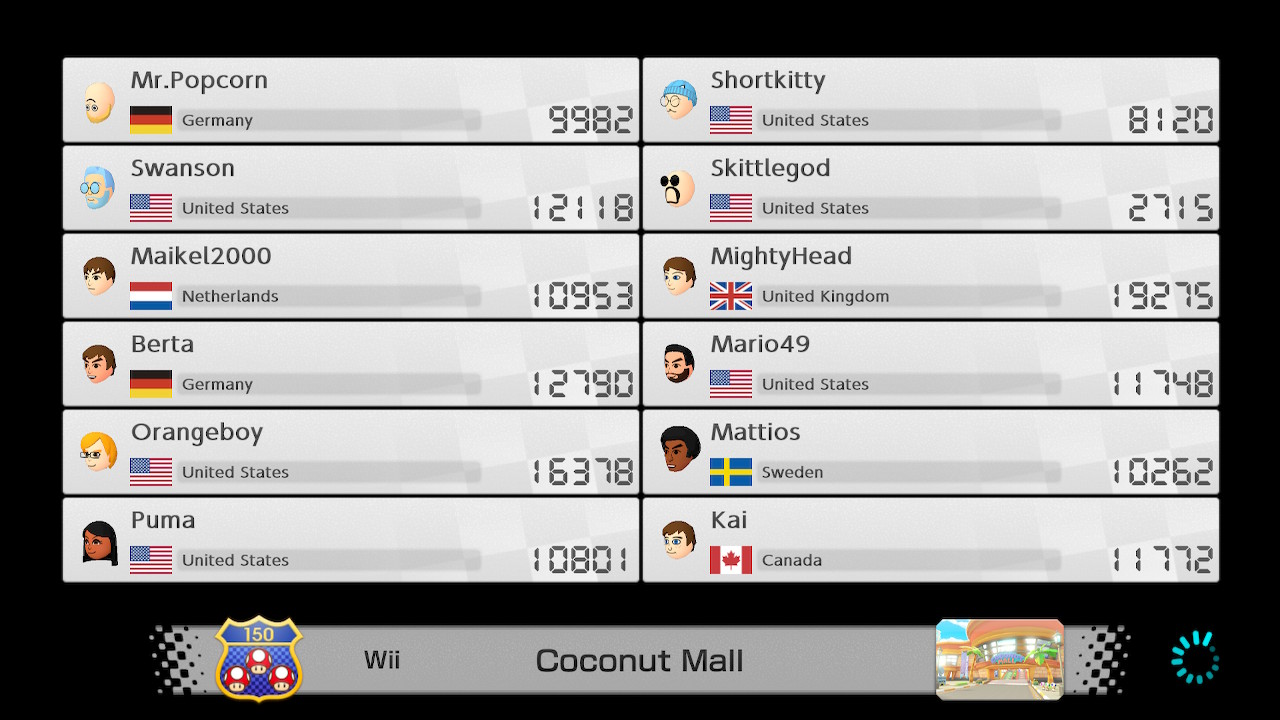 Mr.Popcorn
Germany 9982
Shortkitty
United States 8120
Swanson
United States 12118
Skittlegod
United States 2715
Maikel2000
Netherlands 10953
MightyHead
United Kingdom 19275
Berta
Germany 12790
Mario49
United States 11748
Orangeboy
United States 16378
Mattios
Sweden 10262
Puma
United States 10801
Kai
Canada 11772
150
Wii Coconut Mall